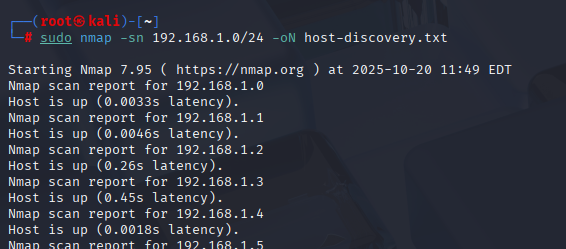 ┌──(root㉿kali)-[~]
└─# sudo nmap -sn 192.168.1.0/24 -oN host-discovery.txt
Starting Nmap 7.95 ( https://nmap.org ) at 2025-10-20 11:49 EDT
Nmap scan report for 192.168.1.0
Host is up (0.0033s latency).
Nmap scan report for 192.168.1.1
Host is up (0.0046s latency).
Nmap scan report for 192.168.1.2
Host is up (0.26s latency).
Nmap scan report for 192.168.1.3
Host is up (0.45s latency).
Nmap scan report for 192.168.1.4
Host is up (0.0018s latency).
Nmap scan report for 192.168.1.5